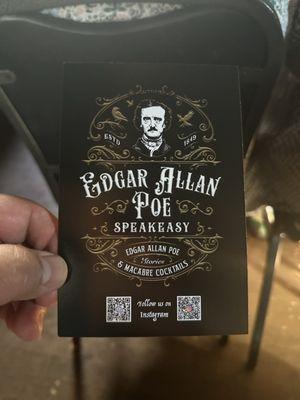 ESTD 1849
EDGAR ALLAN
POE
SPEAKEASY
EDGAR ALLAN POE
Stories
& MACABRE COCKTAILS
Follow us on
Instagram